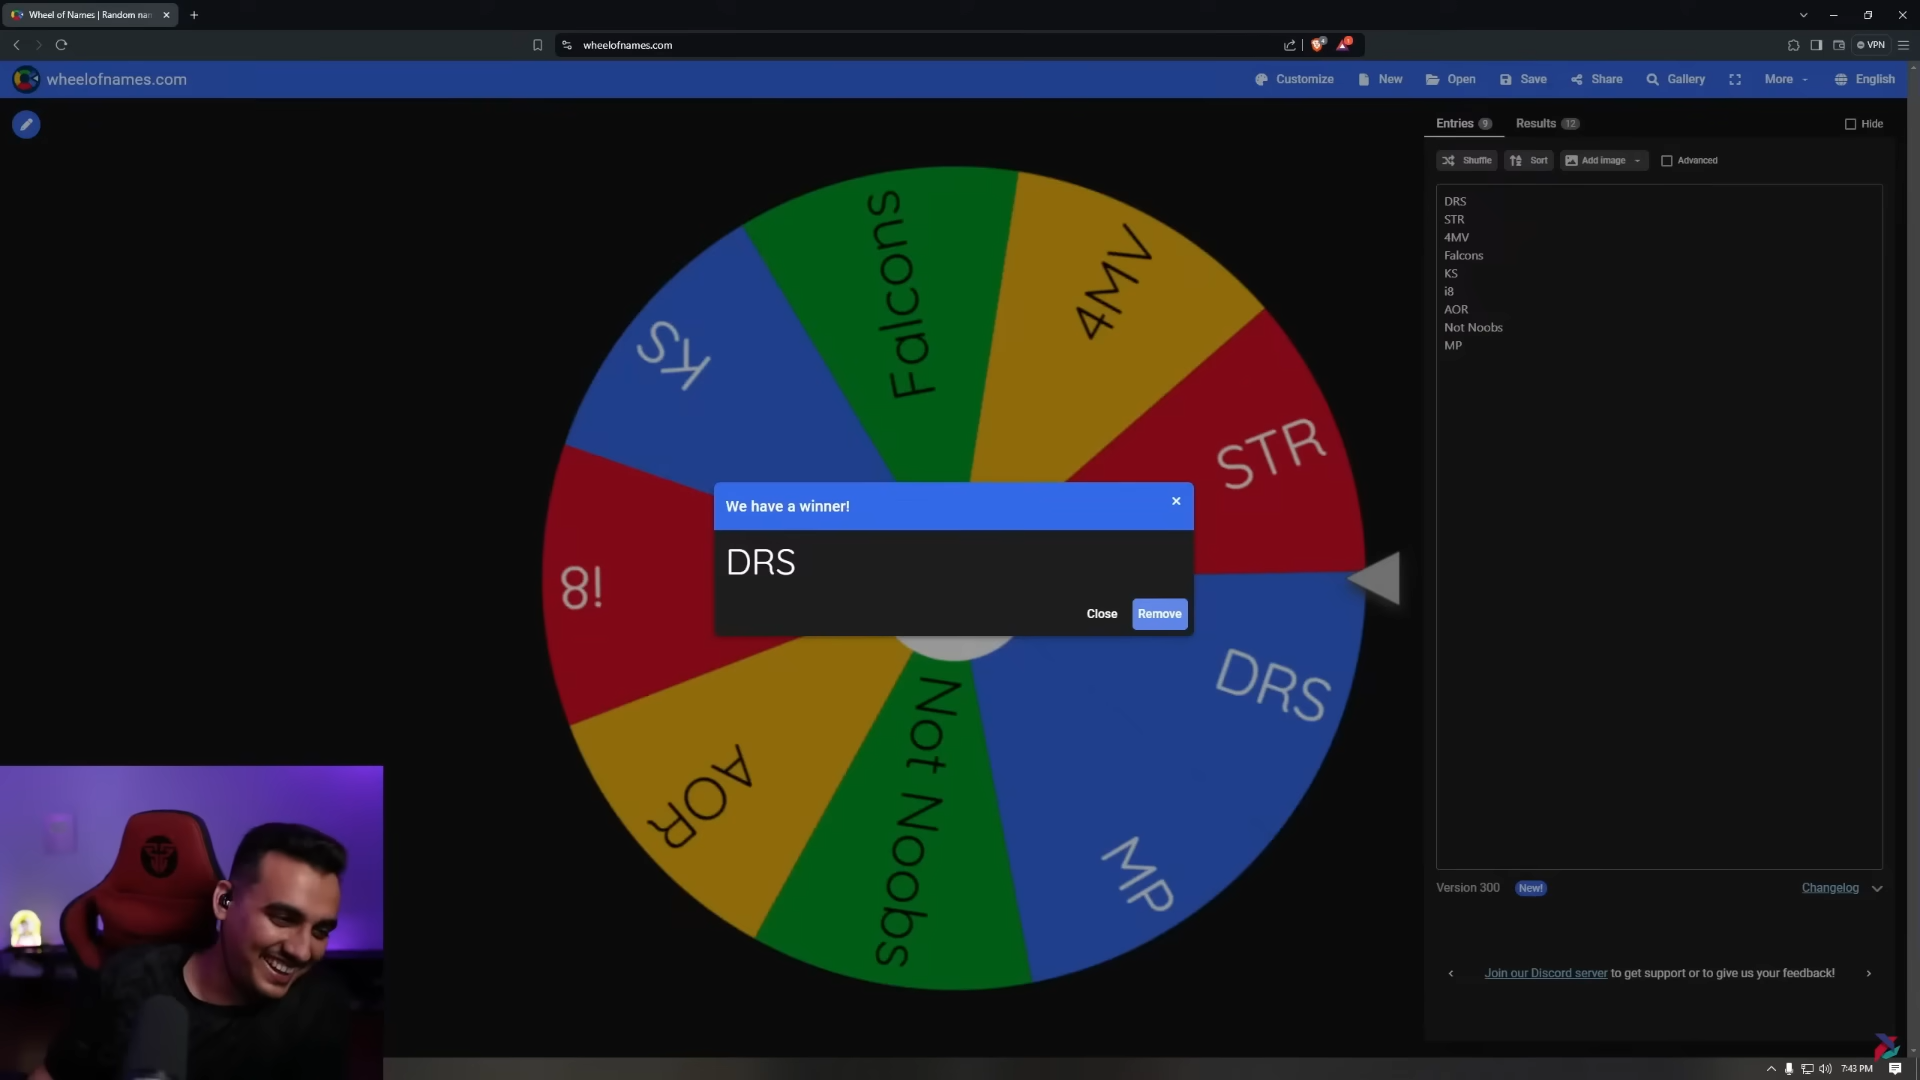 Wheel of Names | Random nan
wheelofnames.com
VPN
wheelofnames.com
Customize
New
Open
Save
Share
Gallery
More
English
Entries 9
Results 12
Hide
Shuffle
Sort
Add image
Advanced
DRS
STR
4MV
Falcons
KS
i8
AOR
Not Noobs
MP
Falcons
4MV
KS
STR
i8
DRS
AOR
Not Noobs
MP
We have a winner!
DRS
Close
Remove
Version 300
New!
Changelog
Join our Discord server to get support or to give us your feedback!
7:43 PM